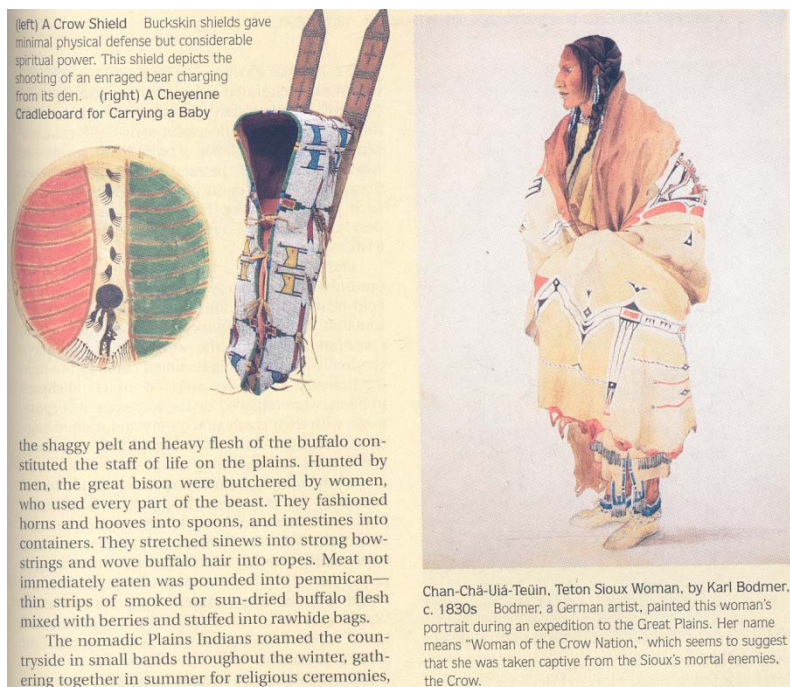 (left) A Crow Shield Buckskin shields gave
minimal physical defense but considerable
spiritual power. This shield depicts the
shooting of an enraged bear charging
from its den. (right) A Cheyenne
Cradleboard for Carrying a Baby
the shaggy pelt and heavy flesh of the buffalo con-
stituted the staff of life on the plains. Hunted by
men, the great bison were butchered by women,
who used every part of the beast. They fashioned
horns and hooves into spoons, and intestines into
containers. They stretched sinews into strong bow-
strings and wove buffalo hair into ropes. Meat not
immediately eaten was pounded into pemmican—
thin strips of smoked or sun-dried buffalo flesh
mixed with berries and stuffed into rawhide bags.
The nomadic Plains Indians roamed the coun-
tryside in small bands throughout the winter, gath-
ering together in summer for religious ceremonies,
Chan-Chä-Uiá-Teüin, Teton Sioux Woman, by Karl Bodmer,
c. 1830s Bodmer, a German artist, painted this woman's
portrait during an expedition to the Great Plains. Her name
means "Woman of the Crow Nation," which seems to suggest
that she was taken captive from the Sioux's mortal enemies,
the Crow.